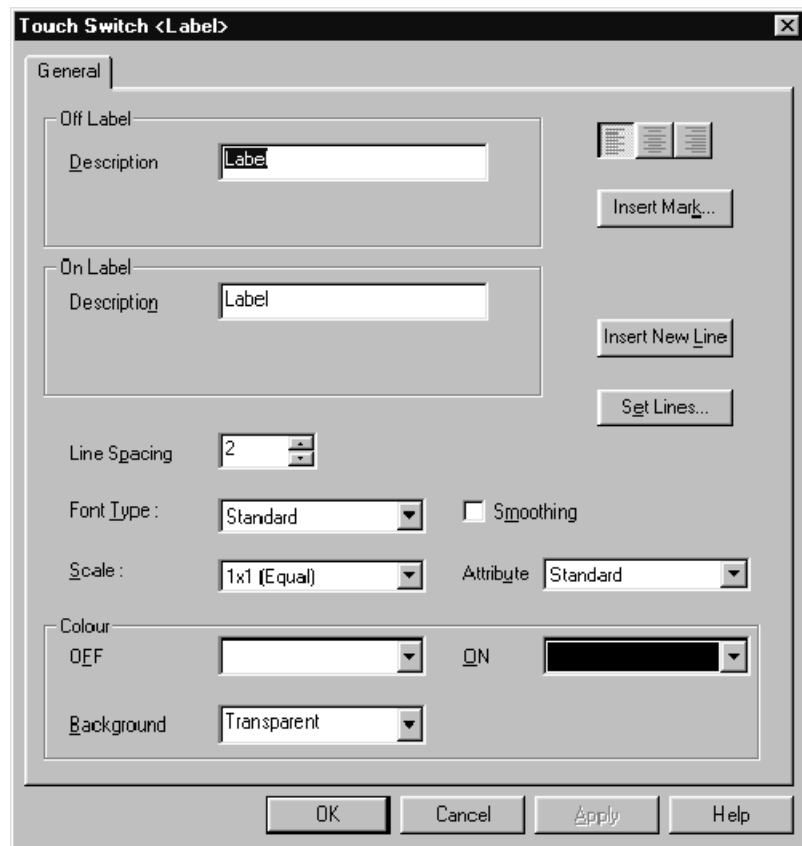 Touch Switch <Label>
General
Off Label
Description Label
Insert Mark...
On Label
Description Label
Insert New Line
Set Lines...
Line Spacing 2
Font Type : Standard Smoothing
Scale : 1x1 (Equal) Attribute Standard
Colour
OFF ON
Background Transparent
OK Cancel Apply Help